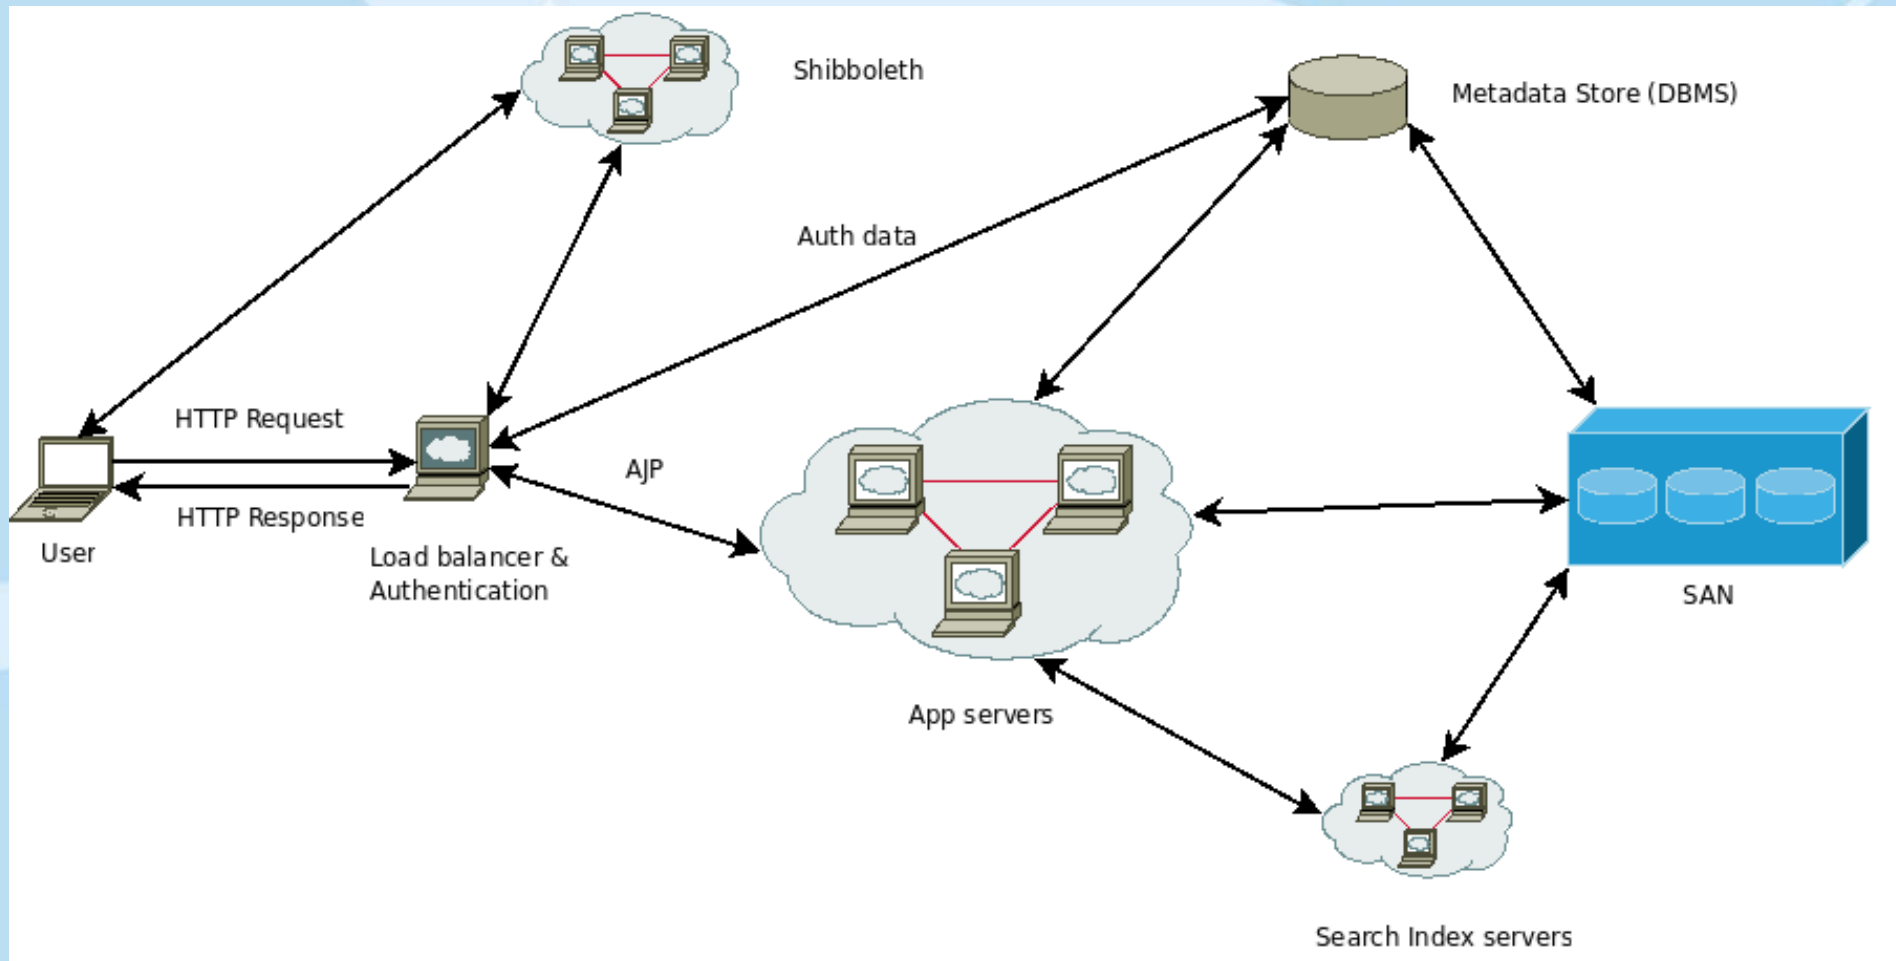 Shibboleth
Metadata Store (DBMS)
Auth data
HTTP Request
AJP
HTTP Response
User
Load balancer &
Authentication
SAN
App servers
Search Index servers